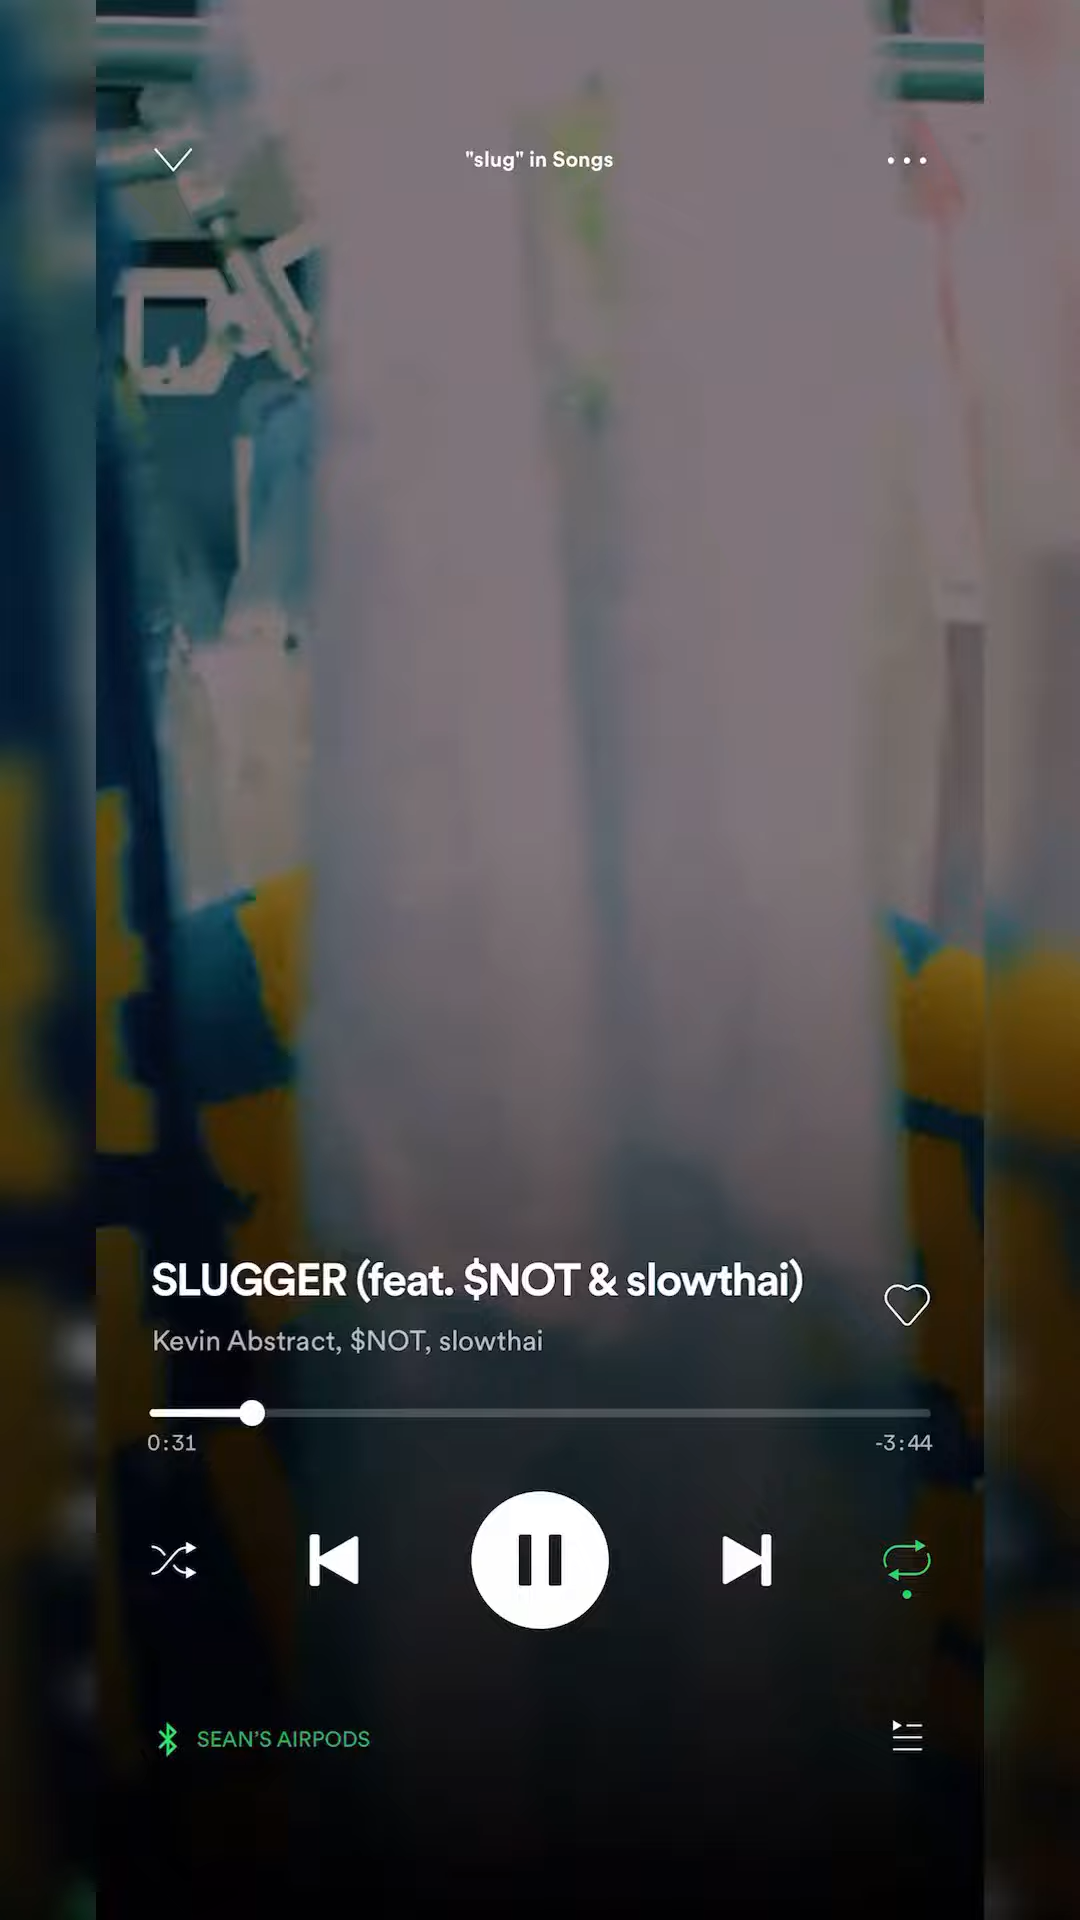 "slug" in Songs
SLUGGER (feat. $NOT & slowthai)
Kevin Abstract, $NOT, slowthai
0:31
-3:44
SEAN'S AIRPODS